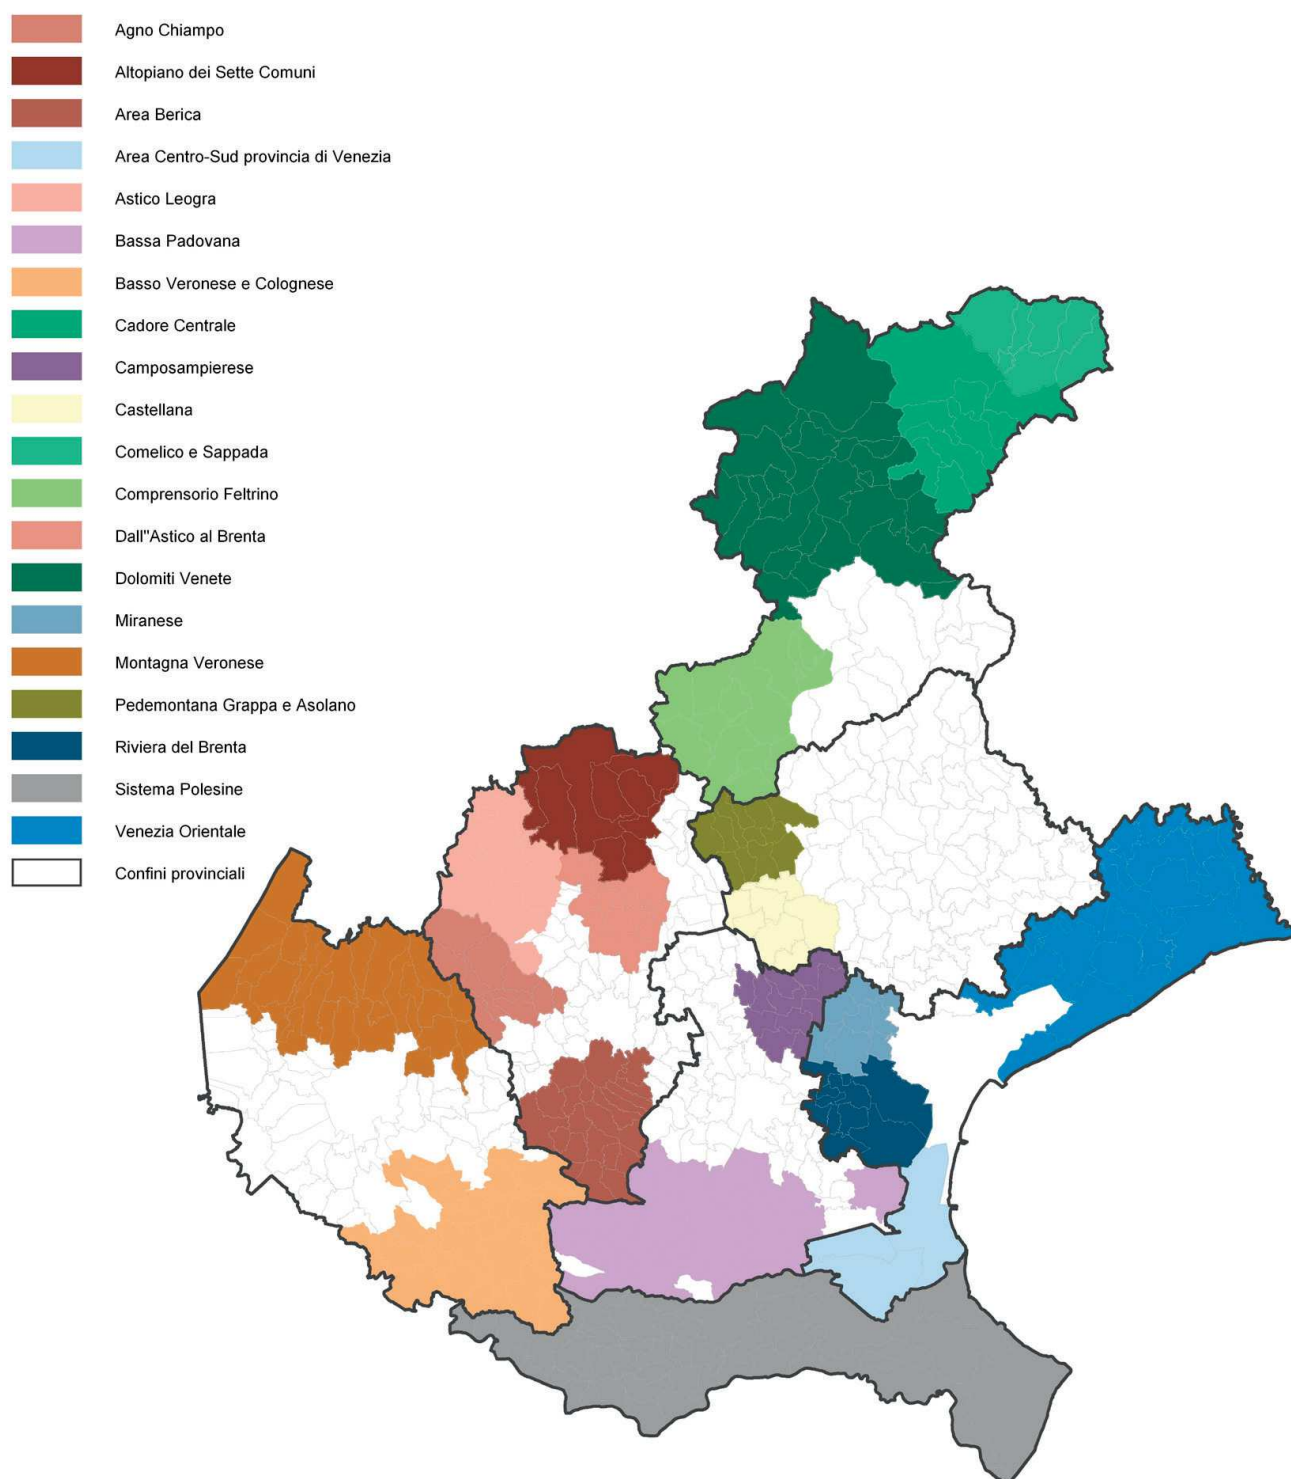 Agno Chiampo
Altopiano dei Sette Comuni
Area Berica
Area Centro-Sud provincia di Venezia
Astico Leogra
Bassa Padovana
Basso Veronese e Colognese
Cadore Centrale
Camposampierese
Castellana
Comelico e Sappada
Comprensorio Feltrino
Dall"Astico al Brenta
Dolomiti Venete
Miranese
Montagna Veronese
Pedemontana Grappa e Asolano
Riviera del Brenta
Sistema Polesine
Venezia Orientale
Confini provinciali